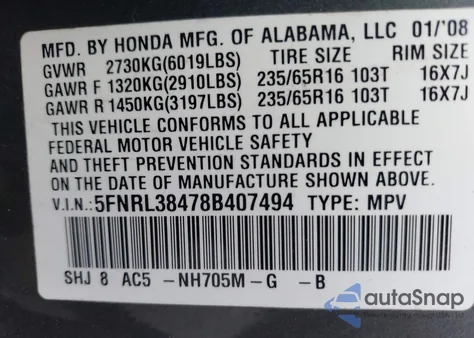 MFD. BY HONDA MFG. OF ALABAMA, LLC 01/'08
GVWR 2730KG(6019LBS) TIRE SIZE RIM SIZE
GAWR F 1320KG(2910LBS) 235/65R16 103T 16X7J
GAWR R 1450KG(3197LBS) 235/65R16 103T 16X7J
THIS VEHICLE CONFORMS TO ALL APPLICABLE
FEDERAL MOTOR VEHICLE SAFETY
AND THEFT PREVENTION STANDARDS IN EFFECT
ON THE DATE OF MANUFACTURE SHOWN ABOVE.
V.I.N.:5FNRL38478B407494 TYPE: MPV
SHJ 8 AC5 -NH705M-G -B
autoSnap